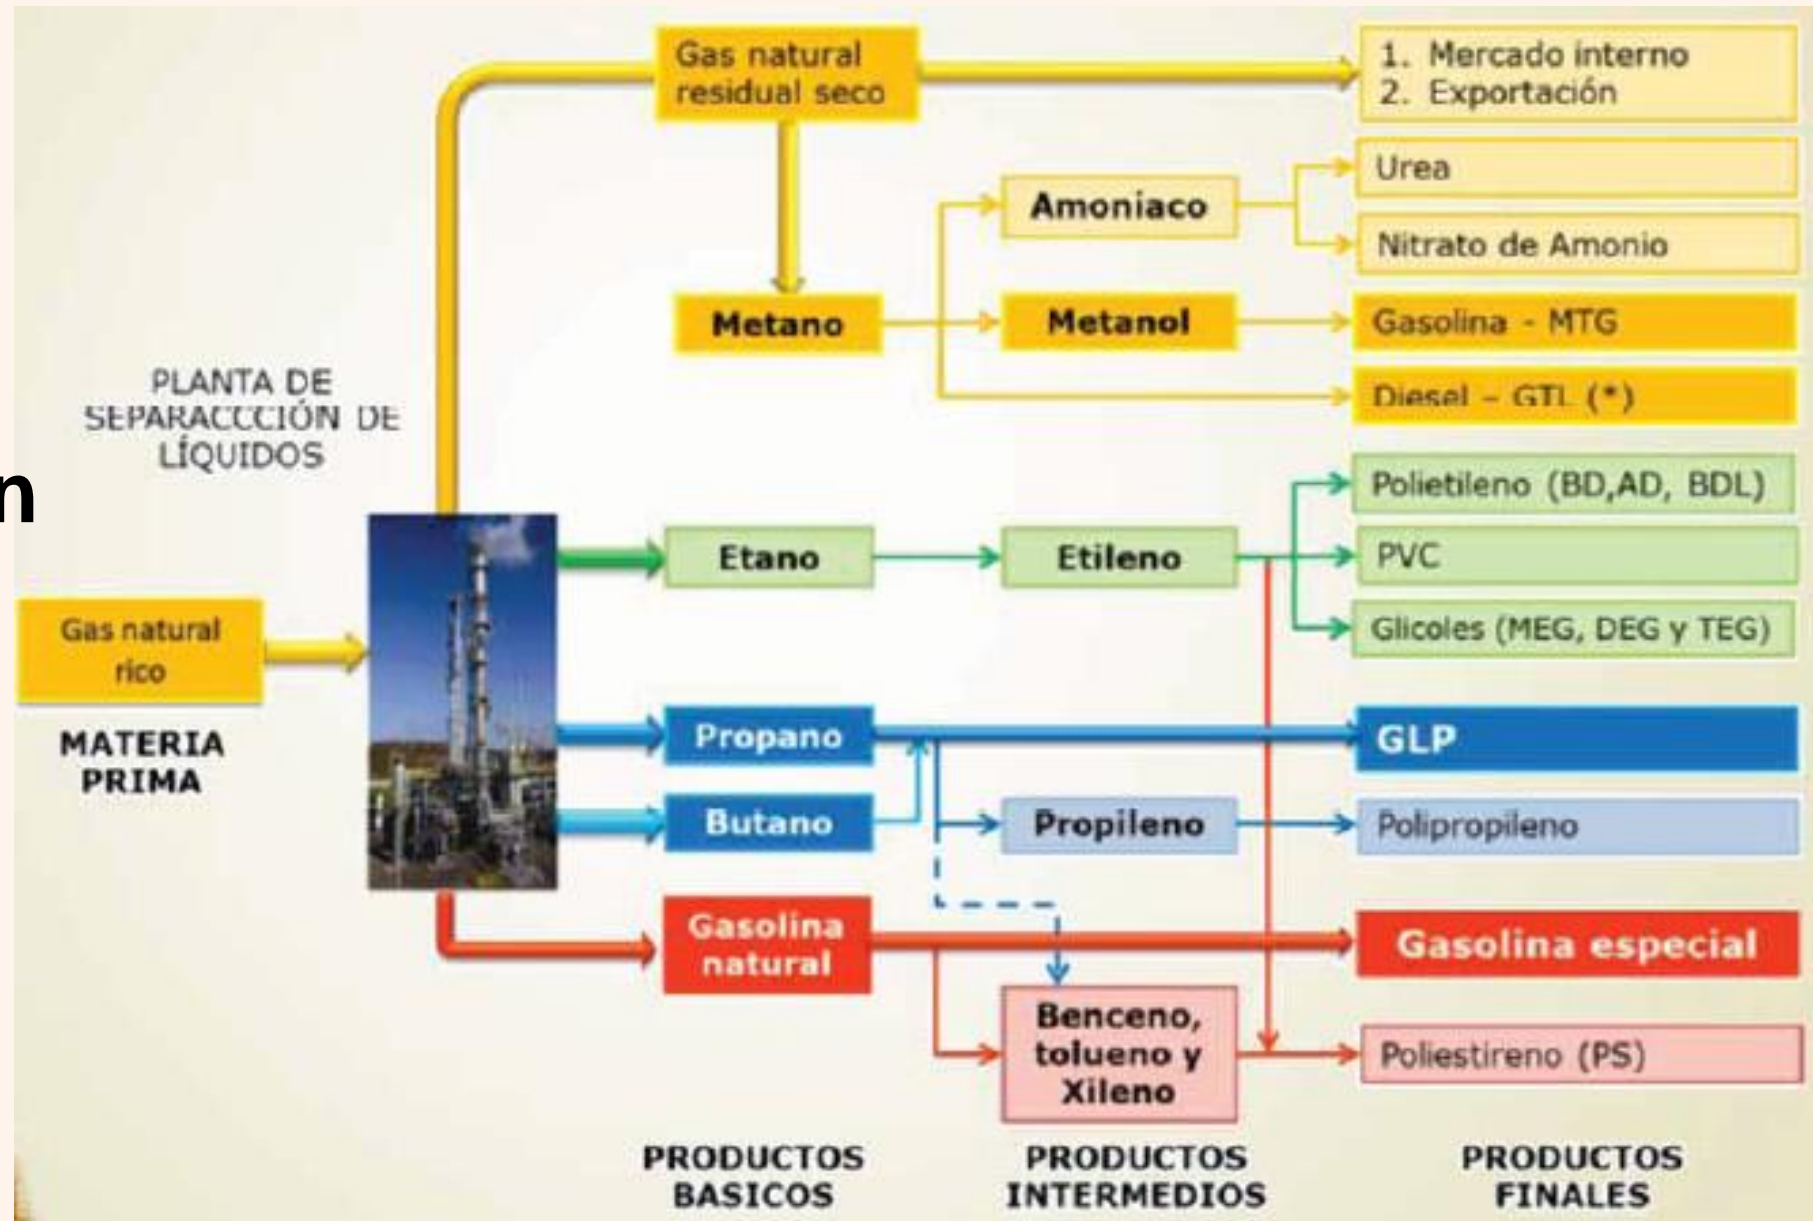 Gas natural
residual seco
1. Mercado interno
2. Exportación
Urea
Amoniaco
Nitrato de Amonio
Metano
Metanol
Gasolina - MTG
Diesel – GTL (*)
PLANTA DE
SEPARACCCIÓN DE
LÍQUIDOS
n
Polietileno (BD,AD, BDL)
Etano
Etileno
PVC
Glicoles (MEG, DEG y TEG)
Gas natural
rico
MATERIA
PRIMA
Propano
GLP
Butano
Propileno
Polipropileno
Gasolina
natural
Gasolina especial
Benceno,
tolueno y
Xileno
Poliestireno (PS)
PRODUCTOS
BASICOS
PRODUCTOS
INTERMEDIOS
PRODUCTOS
FINALES